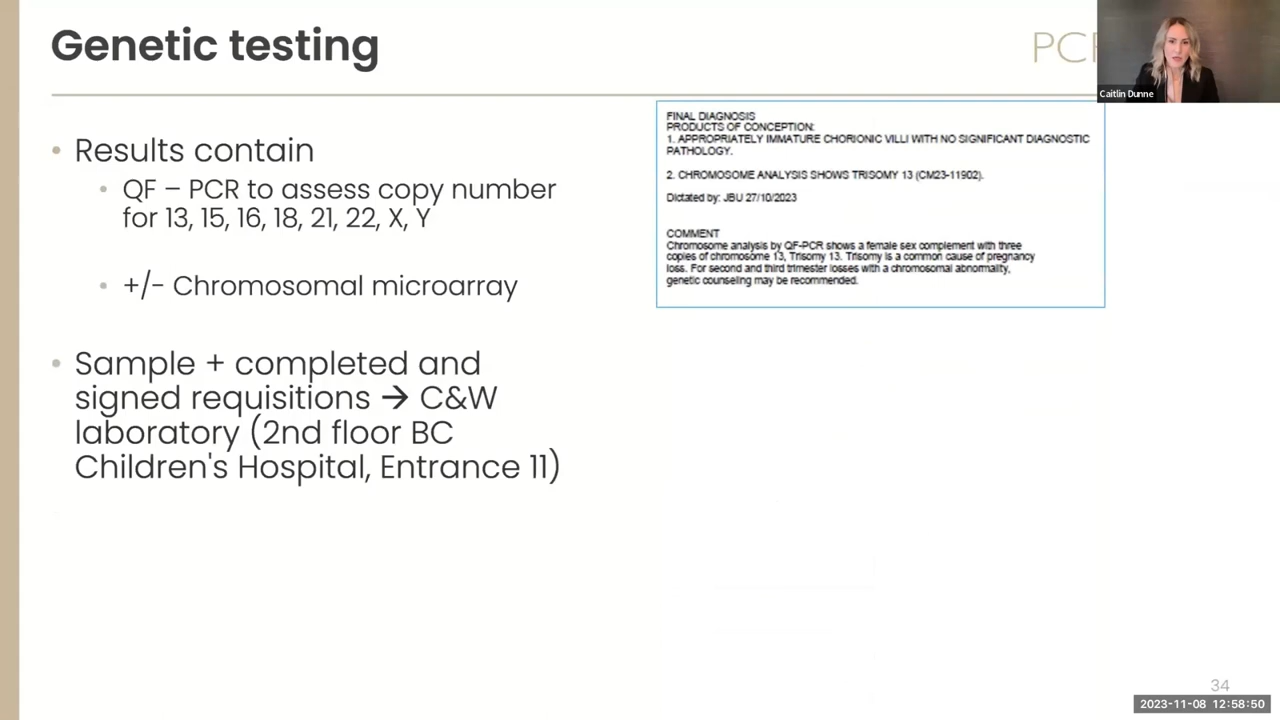 Genetic testing
PCR
Caitlin Dunne
• Results contain
• QF – PCR to assess copy number
for 13, 15, 16, 18, 21, 22, X, Y
• +/- Chromosomal microarray
• Sample + completed and
signed requisitions → C&W
laboratory (2nd floor BC
Children's Hospital, Entrance 11)
FINAL DIAGNOSIS
PRODUCTS OF CONCEPTION:
1. APPROPRIATELY IMMATURE CHORIONIC VILLI WITH NO SIGNIFICANT DIAGNOSTIC
PATHOLOGY.
2. CHROMOSOME ANALYSIS SHOWS TRISOMY 13 (CM23-11902).
Dictated by: JBU 27/10/2023
COMMENT
Chromosome analysis by QF-PCR shows a female sex complement with three
copies of chromosome 13, Trisomy 13. Trisomy is a common cause of pregnancy
loss. For second and third trimester losses with a chromosomal abnormality,
genetic counseling may be recommended.
34
2023-11-08 12:58:50